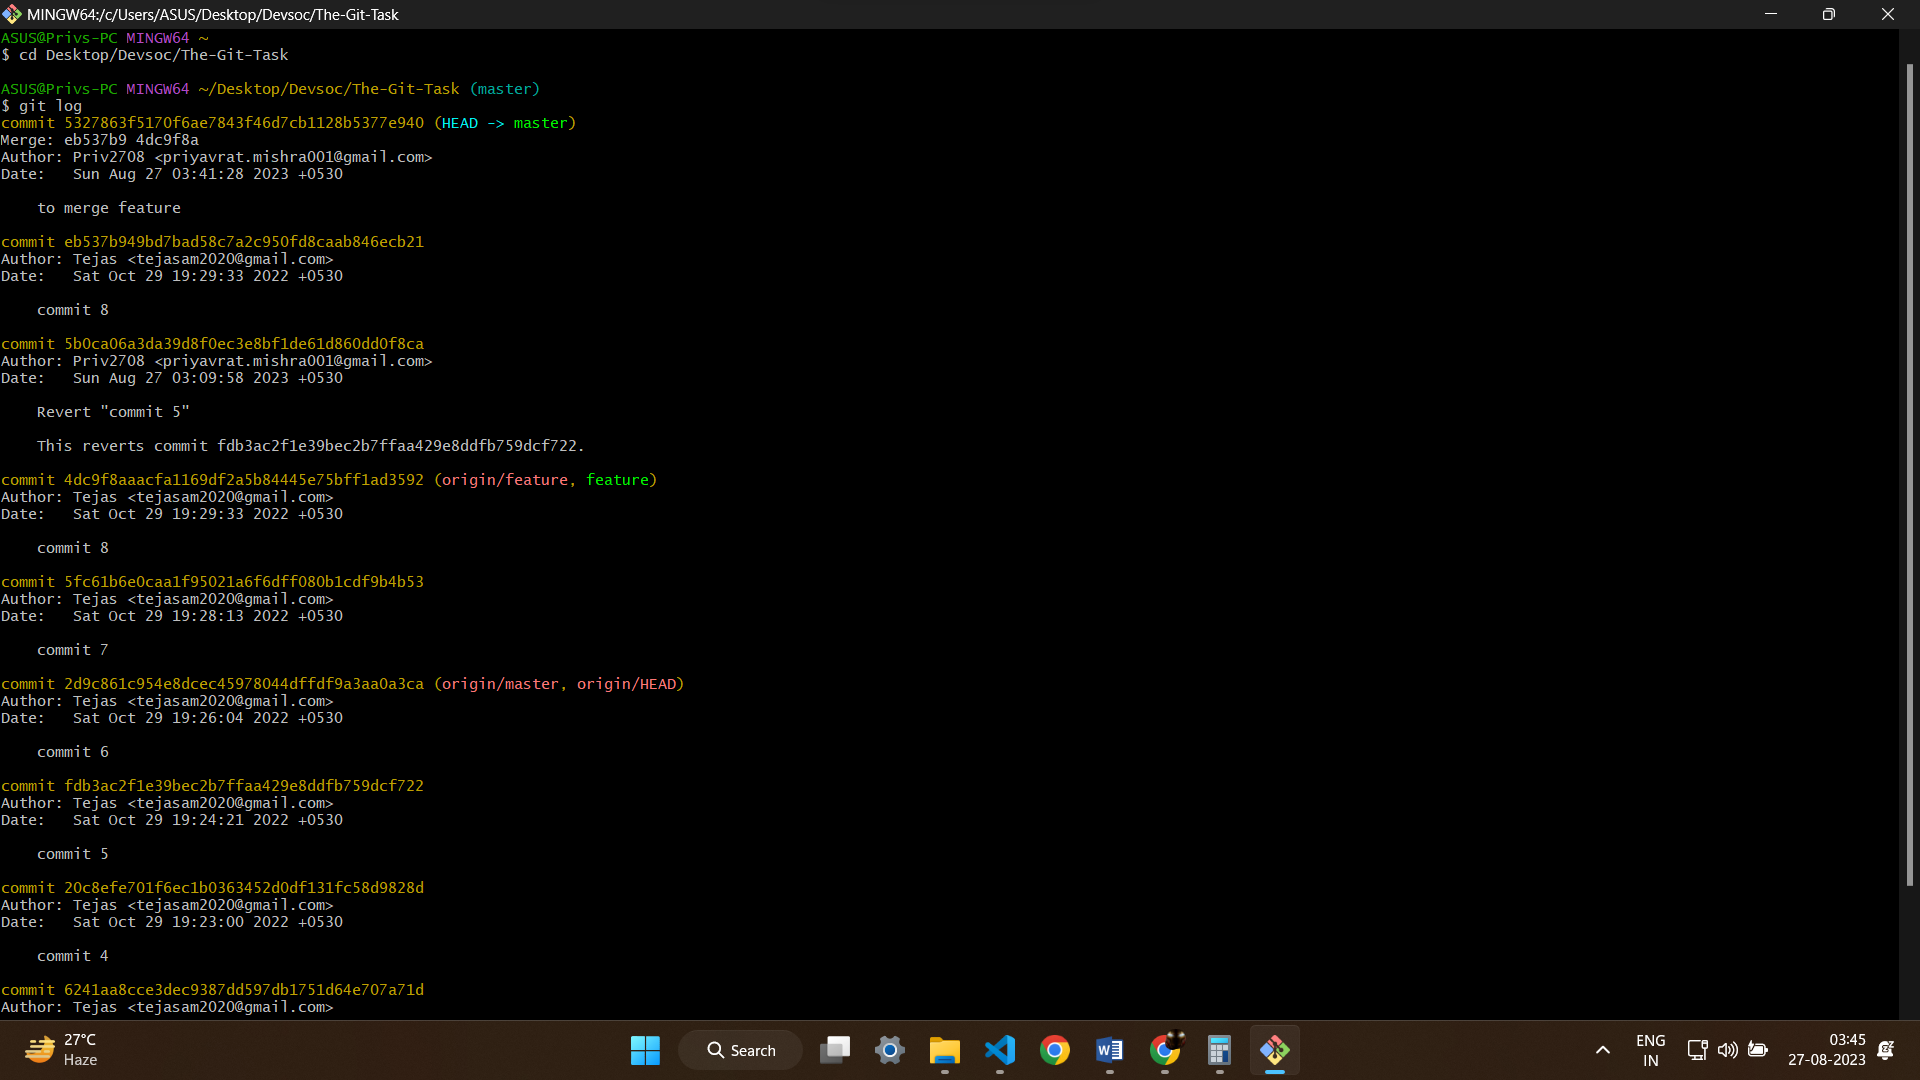 MINGW64:/c/Users/ASUS/Desktop/Devsoc/The-Git-Task
ASUS@Privs-PC MINGW64 ~
$ cd Desktop/Devsoc/The-Git-Task
ASUS@Privs-PC MINGW64 ~/Desktop/Devsoc/The-Git-Task (master)
$ git log
commit 5327863f5170f6ae7843f46d7cb1128b5377e940 (HEAD -> master)
Merge: eb537b9 4dc9f8a
Author: Priv2708 <priyavrat.mishra001@gmail.com>
Date:   Sun Aug 27 03:41:28 2023 +0530
    to merge feature
commit eb537b949bd7bad58c7a2c950fd8caab846ecb21
Author: Tejas <tejasam2020@gmail.com>
Date:   Sat Oct 29 19:29:33 2022 +0530
    commit 8
commit 5b0ca06a3da39d8f0ec3e8bf1de61d860dd0f8ca
Author: Priv2708 <priyavrat.mishra001@gmail.com>
Date:   Sun Aug 27 03:09:58 2023 +0530
    Revert "commit 5"
    This reverts commit fdb3ac2f1e39bec2b7ffaa429e8ddfb759dcf722.
commit 4dc9f8aaacfa1169df2a5b84445e75bff1ad3592 (origin/feature, feature)
Author: Tejas <tejasam2020@gmail.com>
Date:   Sat Oct 29 19:29:33 2022 +0530
    commit 8
commit 5fc61b6e0caa1f95021a6f6dff080b1cdf9b4b53
Author: Tejas <tejasam2020@gmail.com>
Date:   Sat Oct 29 19:28:13 2022 +0530
    commit 7
commit 2d9c861c954e8dcec45978044dffdf9a3aa0a3ca (origin/master, origin/HEAD)
Author: Tejas <tejasam2020@gmail.com>
Date:   Sat Oct 29 19:26:04 2022 +0530
    commit 6
commit fdb3ac2f1e39bec2b7ffaa429e8ddfb759dcf722
Author: Tejas <tejasam2020@gmail.com>
Date:   Sat Oct 29 19:24:21 2022 +0530
    commit 5
commit 20c8efe701f6ec1b0363452d0df131fc58d9828d
Author: Tejas <tejasam2020@gmail.com>
Date:   Sat Oct 29 19:23:00 2022 +0530
    commit 4
commit 6241aa8cce3dec9387dd597db1751d64e707a71d
Author: Tejas <tejasam2020@gmail.com>
27°C
Haze
Search
ENG
IN
03:45
27-08-2023